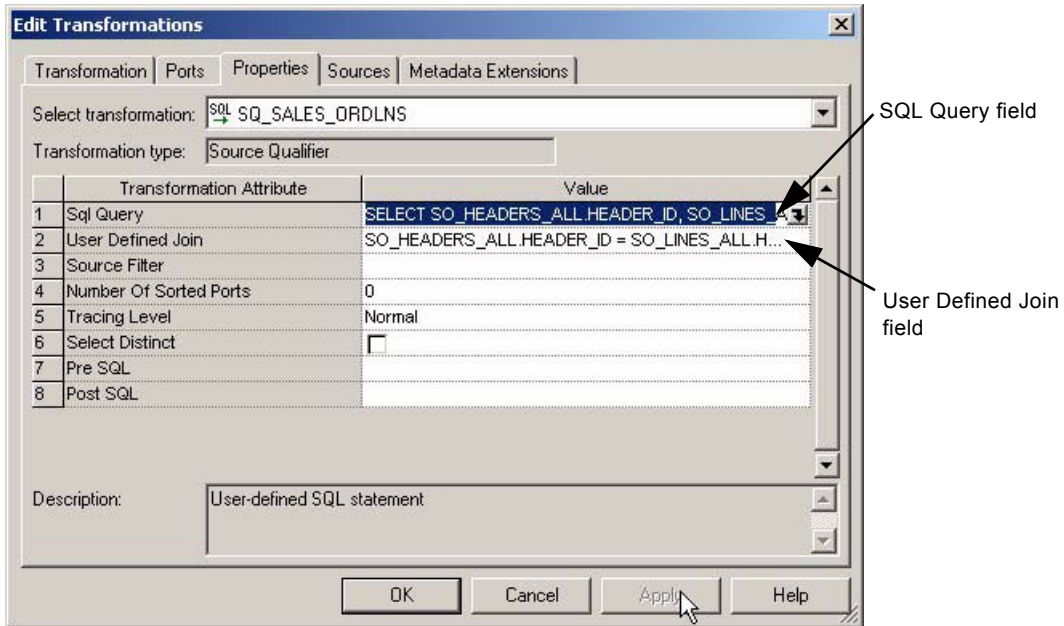 Edit Transformations
Transformation Ports Properties Sources Metadata Extensions
Select transformation: SQL SQ_SALES_ORDLNS
Transformation type: Source Qualifier
Transformation Attribute Value
1 Sql Query SELECT SO_HEADERS_ALL.HEADER_ID, SO_LINES_A
2 User Defined Join SO_HEADERS_ALL.HEADER_ID = SO_LINES_ALL.H...
3 Source Filter
4 Number Of Sorted Ports 0
5 Tracing Level Normal
6 Select Distinct
7 Pre SQL
8 Post SQL
Description: User-defined SQL statement
OK Cancel Apply Help
SQL Query field
User Defined Join
field